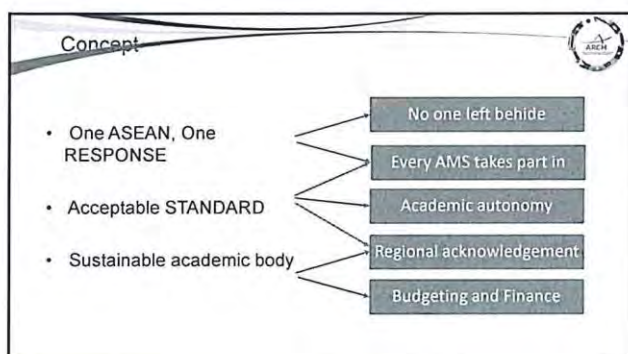 Concept
ARCH
• One ASEAN, One
RESPONSE
• Acceptable STANDARD
• Sustainable academic body
No one left behide
Every AMS takes part in
Academic autonomy
Regional acknowledgement
Budgeting and Finance